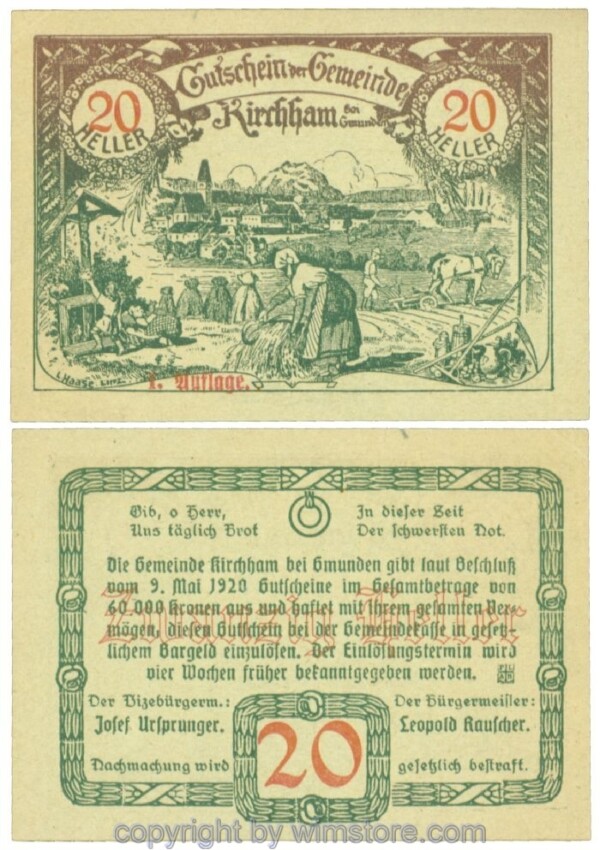 Gutschein der Gemeinde
Kirchham bei Gmunden
20 HELLER
20 HELLER
L. Haase Linz.
1. Auflage.
Gib, o Herr,
Uns täglich Brot
In dieser Zeit
Der schwersten Not.
Die Gemeinde Kirchham bei Gmunden gibt laut Beschluß
vom 9. Mai 1920 Gutscheine im Gesamtbetrage von
60.000 Kronen aus und haftet mit ihrem gesamten Ver-
mögen, diesen Gutschein bei der Gemeindekasse in gesetz-
lichem Bargeld einzulösen. Der Einlösungstermin wird
vier Wochen früher bekanntgegeben werden.
Zwanzig Heller
Der Vizebürgerm.:
Josef Ursprunger.
Der Bürgermeister:
Leopold Rauscher.
20
Nachmachung wird gesetzlich bestraft.
copyright by wimstore.com